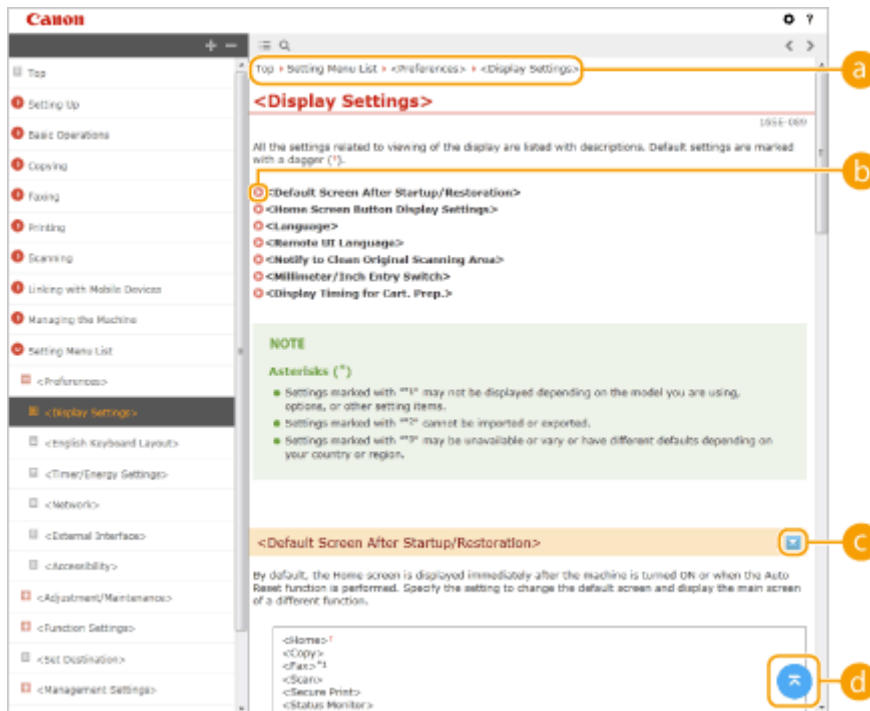 Canon
?
+ −
Top
Setting Up
Basic Operations
Copying
Faxing
Printing
Scanning
Linking with Mobile Devices
Managing the Machine
Setting Menu List
<Preferences>
<Display Settings>
<English Keyboard Layout>
<Timer/Energy Settings>
<Network>
<External Interface>
<Accessibility>
<Adjustment/Maintenance>
<Function Settings>
<Set Destination>
<Management Settings>
Top Setting Menu List <Preferences> <Display Settings>
a
<Display Settings>
All the settings related to viewing of the display are listed with descriptions. Default settings are marked
with a dagger (†).
b
<Default Screen After Startup/Restoration>
<Home Screen Button Display Settings>
<Language>
<Remote UI Language>
<Notify to Clean Original Scanning Area>
<Millimeter/Inch Entry Switch>
<Display Timing for Cart. Prep.>
NOTE
Asterisks (*)
Settings marked with "*1" may not be displayed depending on the model you are using,
options, or other setting items.
Settings marked with "*2" cannot be imported or exported.
Settings marked with "*3" may be unavailable or vary or have different defaults depending on
your country or region.
<Default Screen After Startup/Restoration>
c
By default, the Home screen is displayed immediately after the machine is turned ON or when the Auto
Reset function is performed. Specify the setting to change the default screen and display the main screen
of a different function.
<Home>†
<Copy>
<Fax>*1
<Scan>
<Secure Print>
<Status Monitor>
d